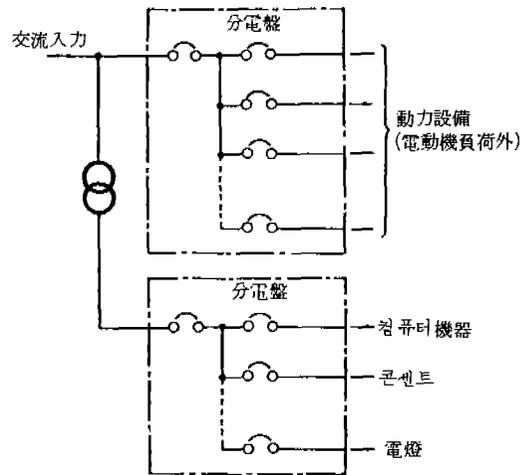 分電盤
交流入力
動力設備
(電動機負荷外)
分電盤
컴퓨터機器
콘센트
電燈